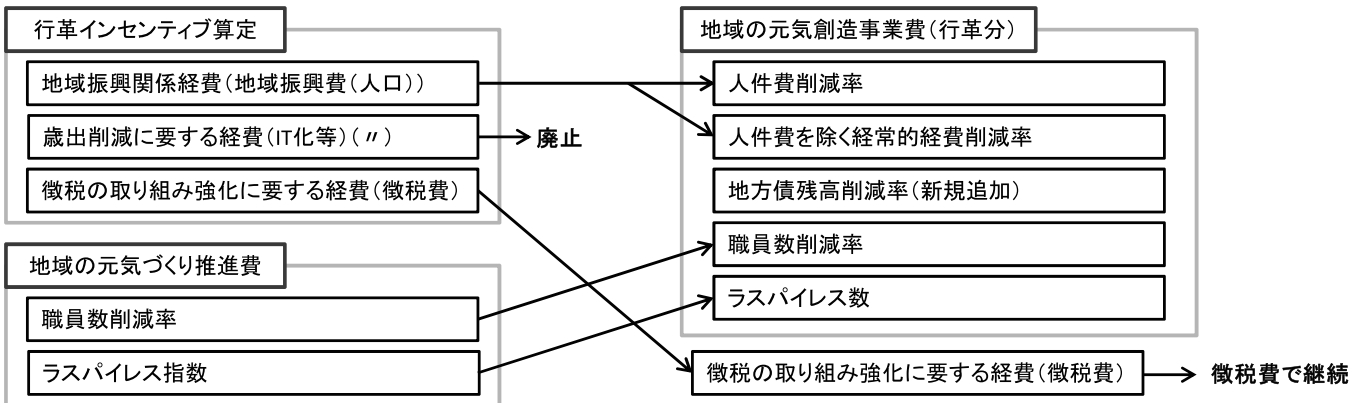 行革インセンティブ算定
地域振興関係経費(地域振興費(人口))
歳出削減に要する経費(IT化等)(〃)
廃止
徴税の取り組み強化に要する経費(徴税費)
地域の元気づくり推進費
職員数削減率
ラスパイレス指数
地域の元気創造事業費(行革分)
人件費削減率
人件費を除く経常的経費削減率
地方債残高削減率(新規追加)
職員数削減率
ラスパイレス数
徴税の取り組み強化に要する経費(徴税費)
徴税費で継続